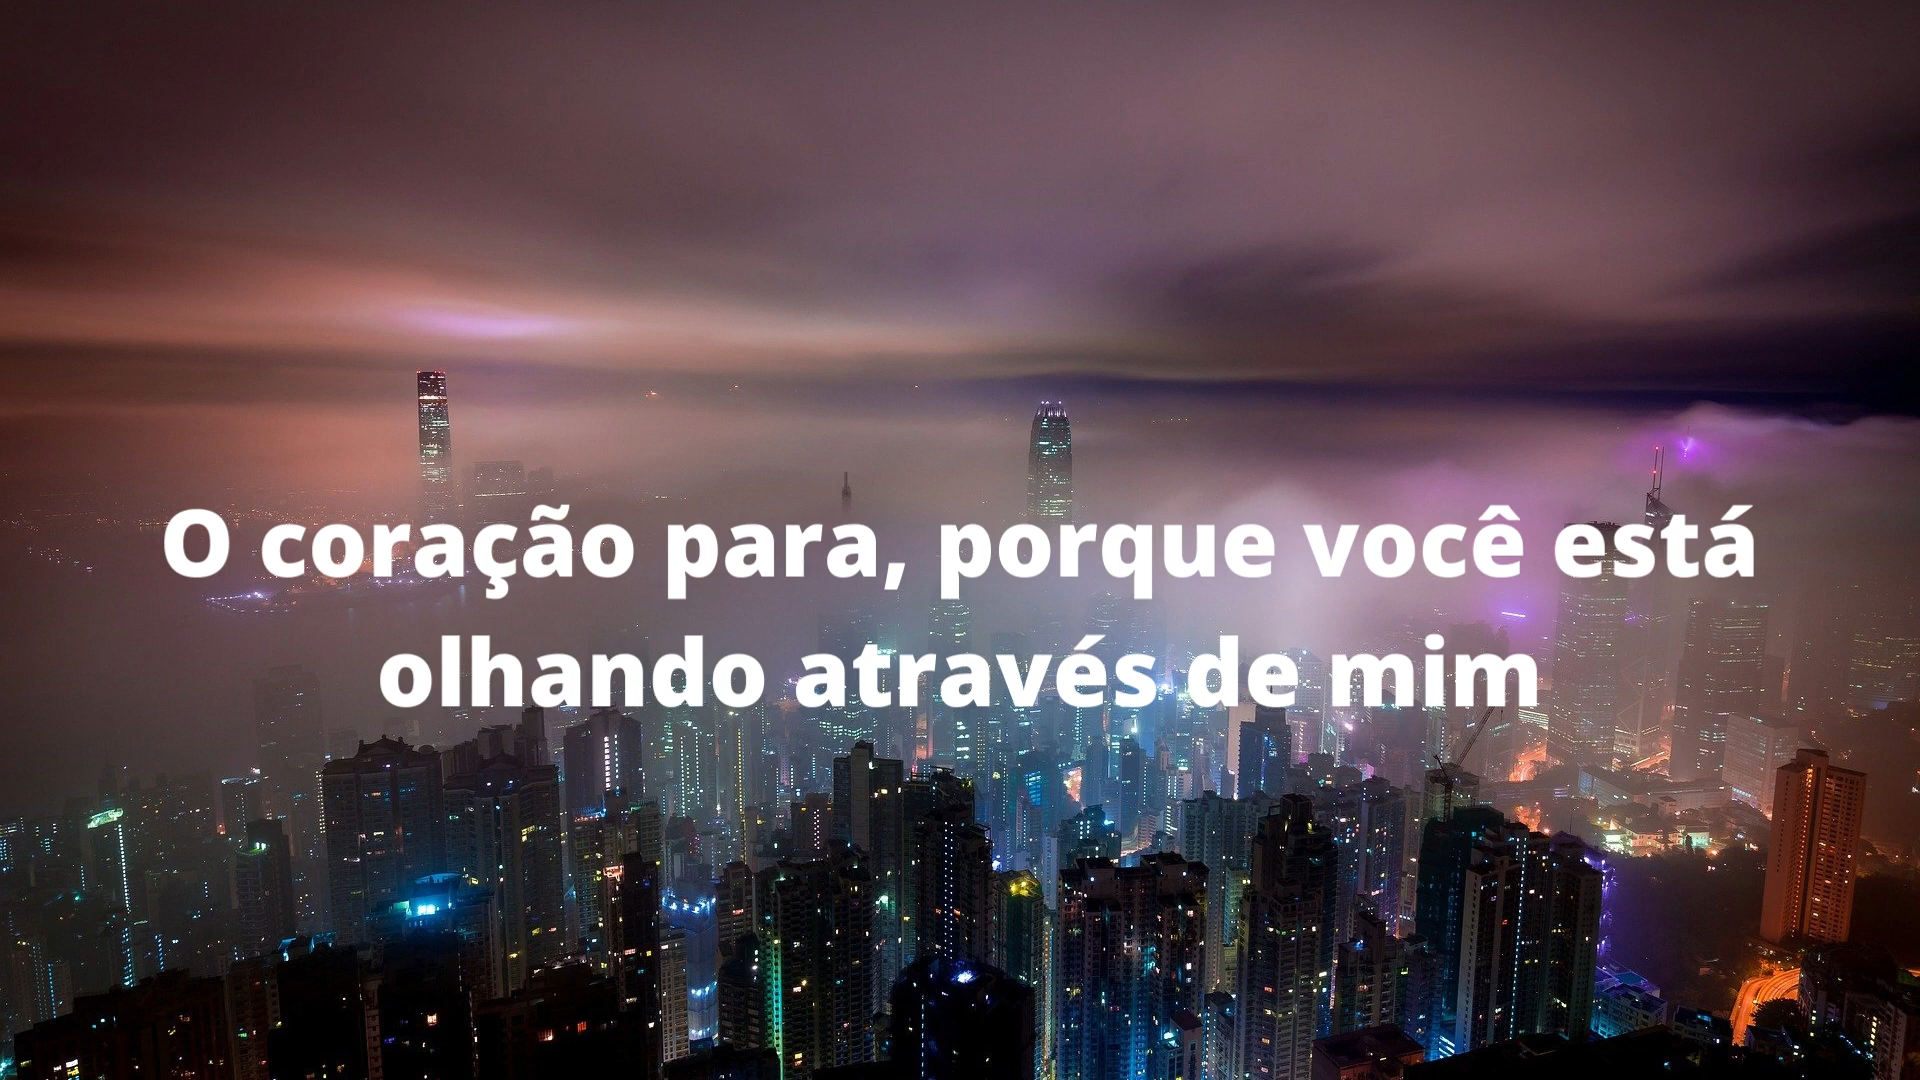 O coração para, porque você está
olhando através de mim